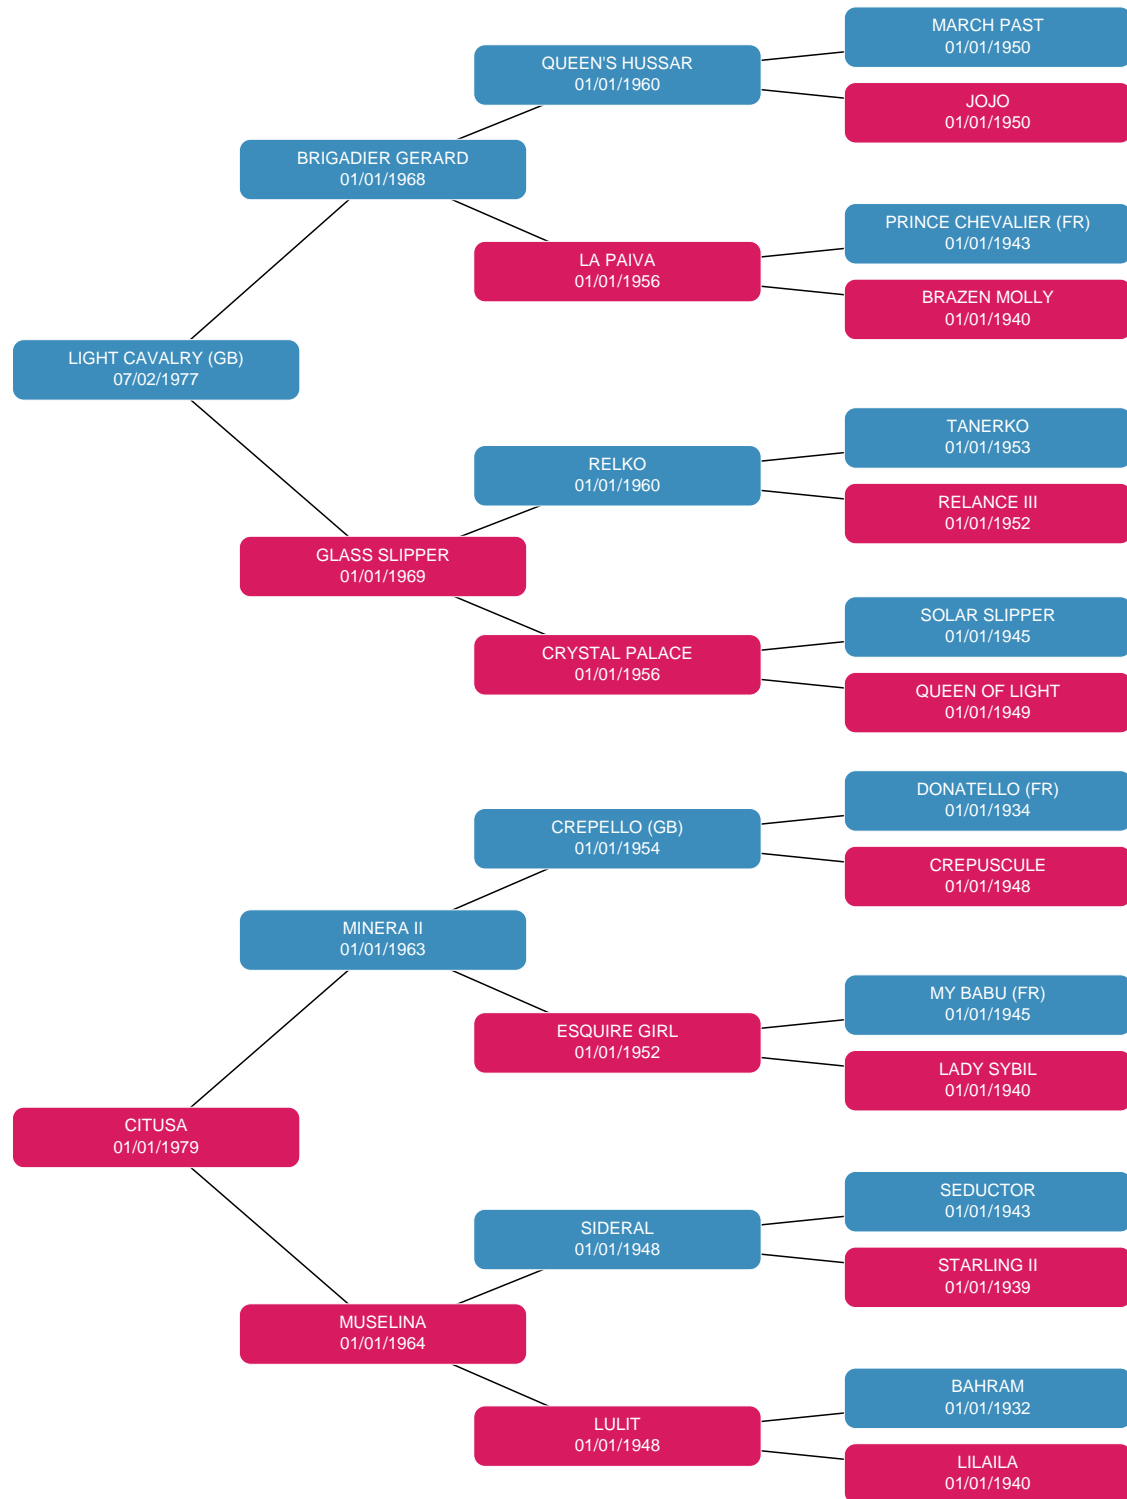 MARCH PAST
01/01/1950
QUEEN'S HUSSAR
01/01/1960
JOJO
01/01/1950
BRIGADIER GERARD
01/01/1968
PRINCE CHEVALIER (FR)
01/01/1943
LA PAIVA
01/01/1956
BRAZEN MOLLY
01/01/1940
LIGHT CAVALRY (GB)
07/02/1977
TANERKO
01/01/1953
RELKO
01/01/1960
RELANCE III
01/01/1952
GLASS SLIPPER
01/01/1969
SOLAR SLIPPER
01/01/1945
CRYSTAL PALACE
01/01/1956
QUEEN OF LIGHT
01/01/1949
DONATELLO (FR)
01/01/1934
CREPELLO (GB)
01/01/1954
CREPUSCULE
01/01/1948
MINERA II
01/01/1963
MY BABU (FR)
01/01/1945
ESQUIRE GIRL
01/01/1952
LADY SYBIL
01/01/1940
CITUSA
01/01/1979
SEDUCTOR
01/01/1943
SIDERAL
01/01/1948
STARLING II
01/01/1939
MUSELINA
01/01/1964
BAHRAM
01/01/1932
LULIT
01/01/1948
LILAILA
01/01/1940